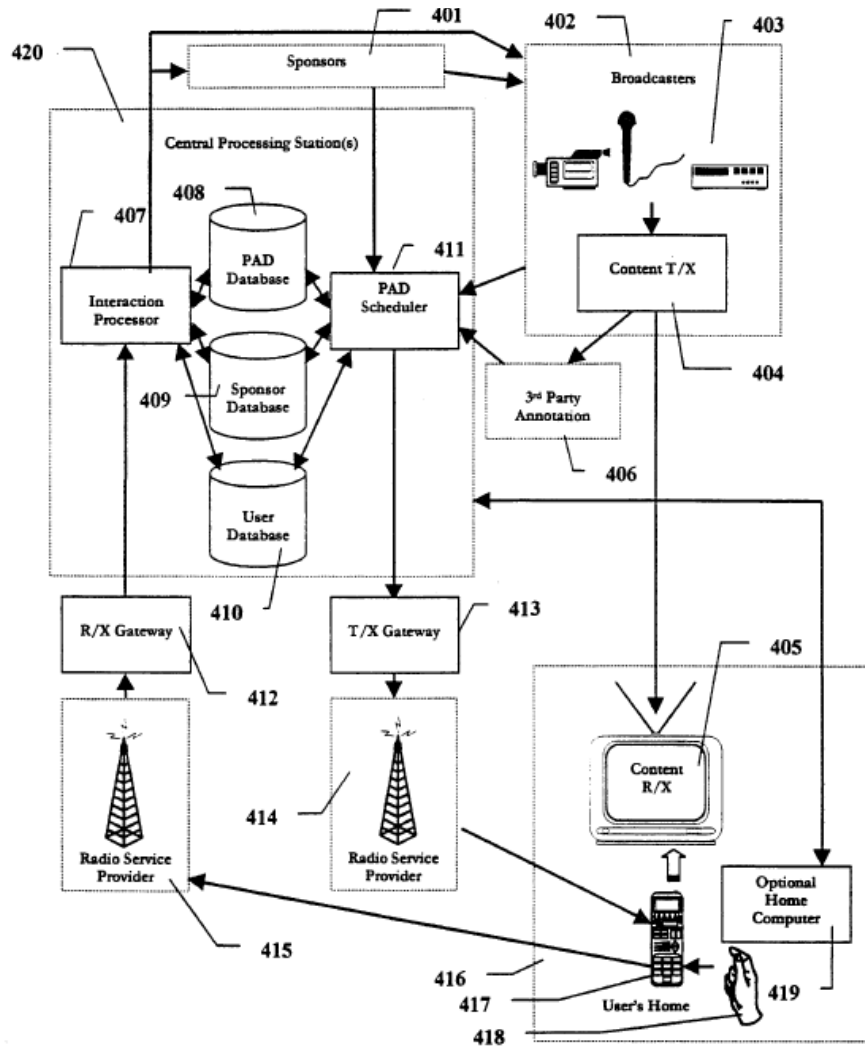 401
402
403
420
Sponsors
Broadcasters
Central Processing Station(s)
408
407
411
PAD
Database
PAD
Scheduler
Content T/X
Interaction
Processor
404
409
Sponsor
Database
3rd Party
Annotation
406
User
Database
410
413
R/X Gateway
T/X Gateway
412
405
Content
R/X
414
Radio Service
Provider
Radio Service
Provider
Optional
Home
Computer
415
416
417
User's Home
419
418